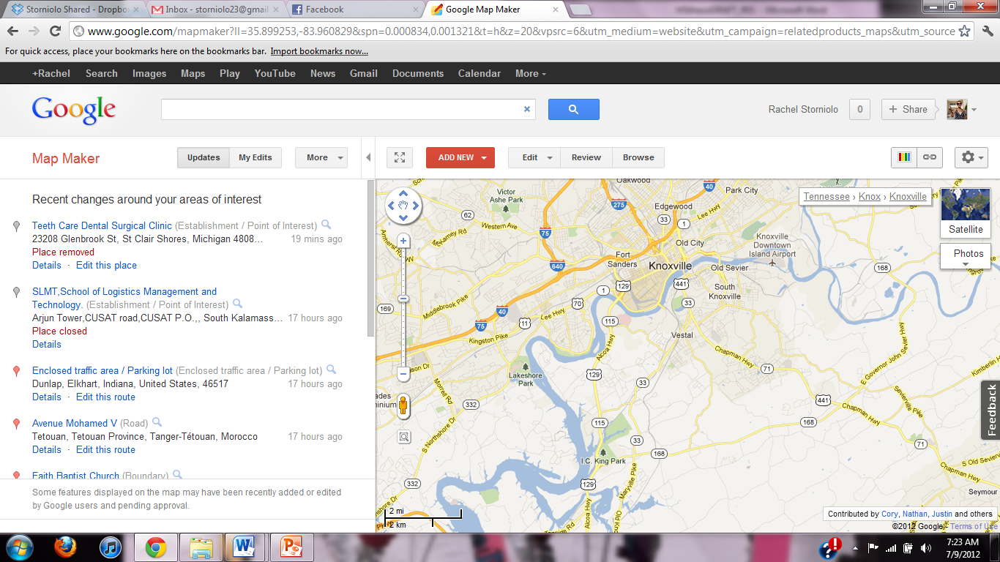 Storniolo Shared - Dropbox
Inbox - storniolo23@gmail
Facebook
Google Map Maker
www.google.com/mapmaker?ll=35.899253,-83.960829&spn=0.000834,0.001321&t=h&z=20&vpsrc=6&utm_medium=website&utm_campaign=relatedproducts_maps&utm_source
For quick access, place your bookmarks here on the bookmarks bar. Import bookmarks now...
+Rachel Search Images Maps Play YouTube News Gmail Documents Calendar More
Google
Rachel Storniolo 0 + Share
Map Maker
Updates My Edits More
ADD NEW Edit Review Browse
Recent changes around your areas of interest
Teeth Care Dental Surgical Clinic (Establishment / Point of Interest)
23208 Glenbrook St, St Clair Shores, Michigan 4808... 19 mins ago
Place removed
Details · Edit this place
SLMT,School of Logistics Management and
Technology. (Establishment / Point of Interest)
Arjun Tower,CUSAT road,CUSAT P.O.,, South Kalamass... 17 hours ago
Place closed
Details
Enclosed traffic area / Parking lot (Enclosed traffic area / Parking lot)
Dunlap, Elkhart, Indiana, United States, 46517 17 hours ago
Details · Edit this route
Avenue Mohamed V (Road)
Tetouan, Tetouan Province, Tanger-Tétouan, Morocco 17 hours ago
Details · Edit this route
Faith Baptist Church (Boundary)
Some features displayed on the map may have been recently added or edited
by Google users and pending approval.
Tennessee › Knox › Knoxville
Satellite
Photos
Oakwood
40
Park City
Victor
Ashe Park
275
Edgewood
62
33
1
Lee Hwy
Western Ave
McKamey Rd
75
Old City
Knoxville
Downtown
Island Airport
Fort
Sanders
640
Knoxville
Old Sevier
168
129
441
1
South
Knoxville
33
70
Middlebrook Pike
40
169
75
11
Lee Hwy
115
Kingston Pike
Vestal
Alcoa Hwy
Chapman Hwy
71
E Governor John Sevier Hwy
Kimberlin H
Lakeshore
Park
129
33
Morrell Rd
332
441
Chapman Hwy
Sevierville Pike
S Northshore Dr
115
168
33
168
71
I.C. King Park
S Old Sevier
332
129
Maryville Pike
Seymour
Alcoa Hwy
2 mi
2 km
Contributed by Cory, Nathan, Justin and others
©2012 Google - Terms of Use
Feedback
7:23 AM
7/9/2012